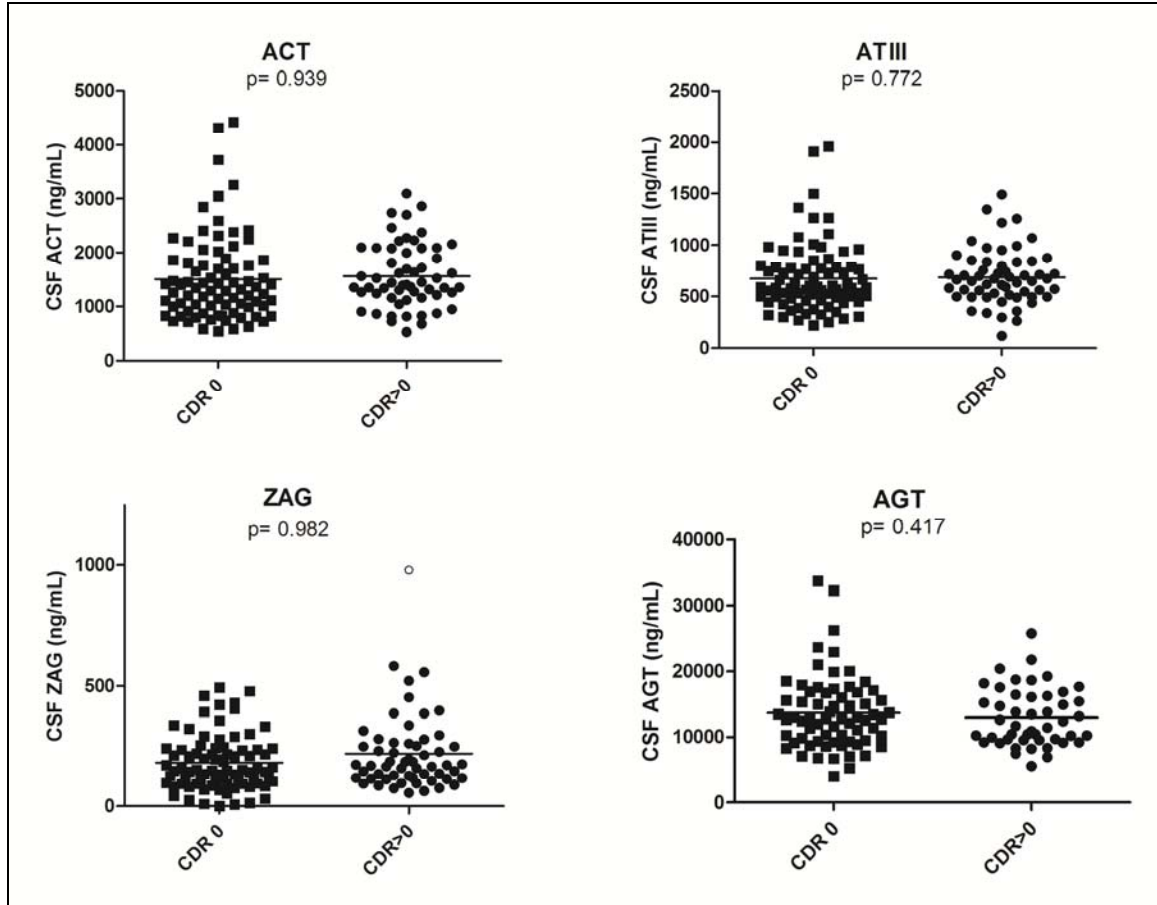 ACT
p= 0.939
CSF ACT (ng/mL)
5000
4000
3000
2000
1000
0
CDR 0
CDR>0
ATIII
p= 0.772
CSF ATIII (ng/mL)
2500
2000
1500
1000
500
0
CDR 0
CDR>0
ZAG
p= 0.982
CSF ZAG (ng/mL)
1000
500
0
CDR 0
CDR>0
AGT
p= 0.417
CSF AGT (ng/mL)
40000
30000
20000
10000
0
CDR 0
CDR>0